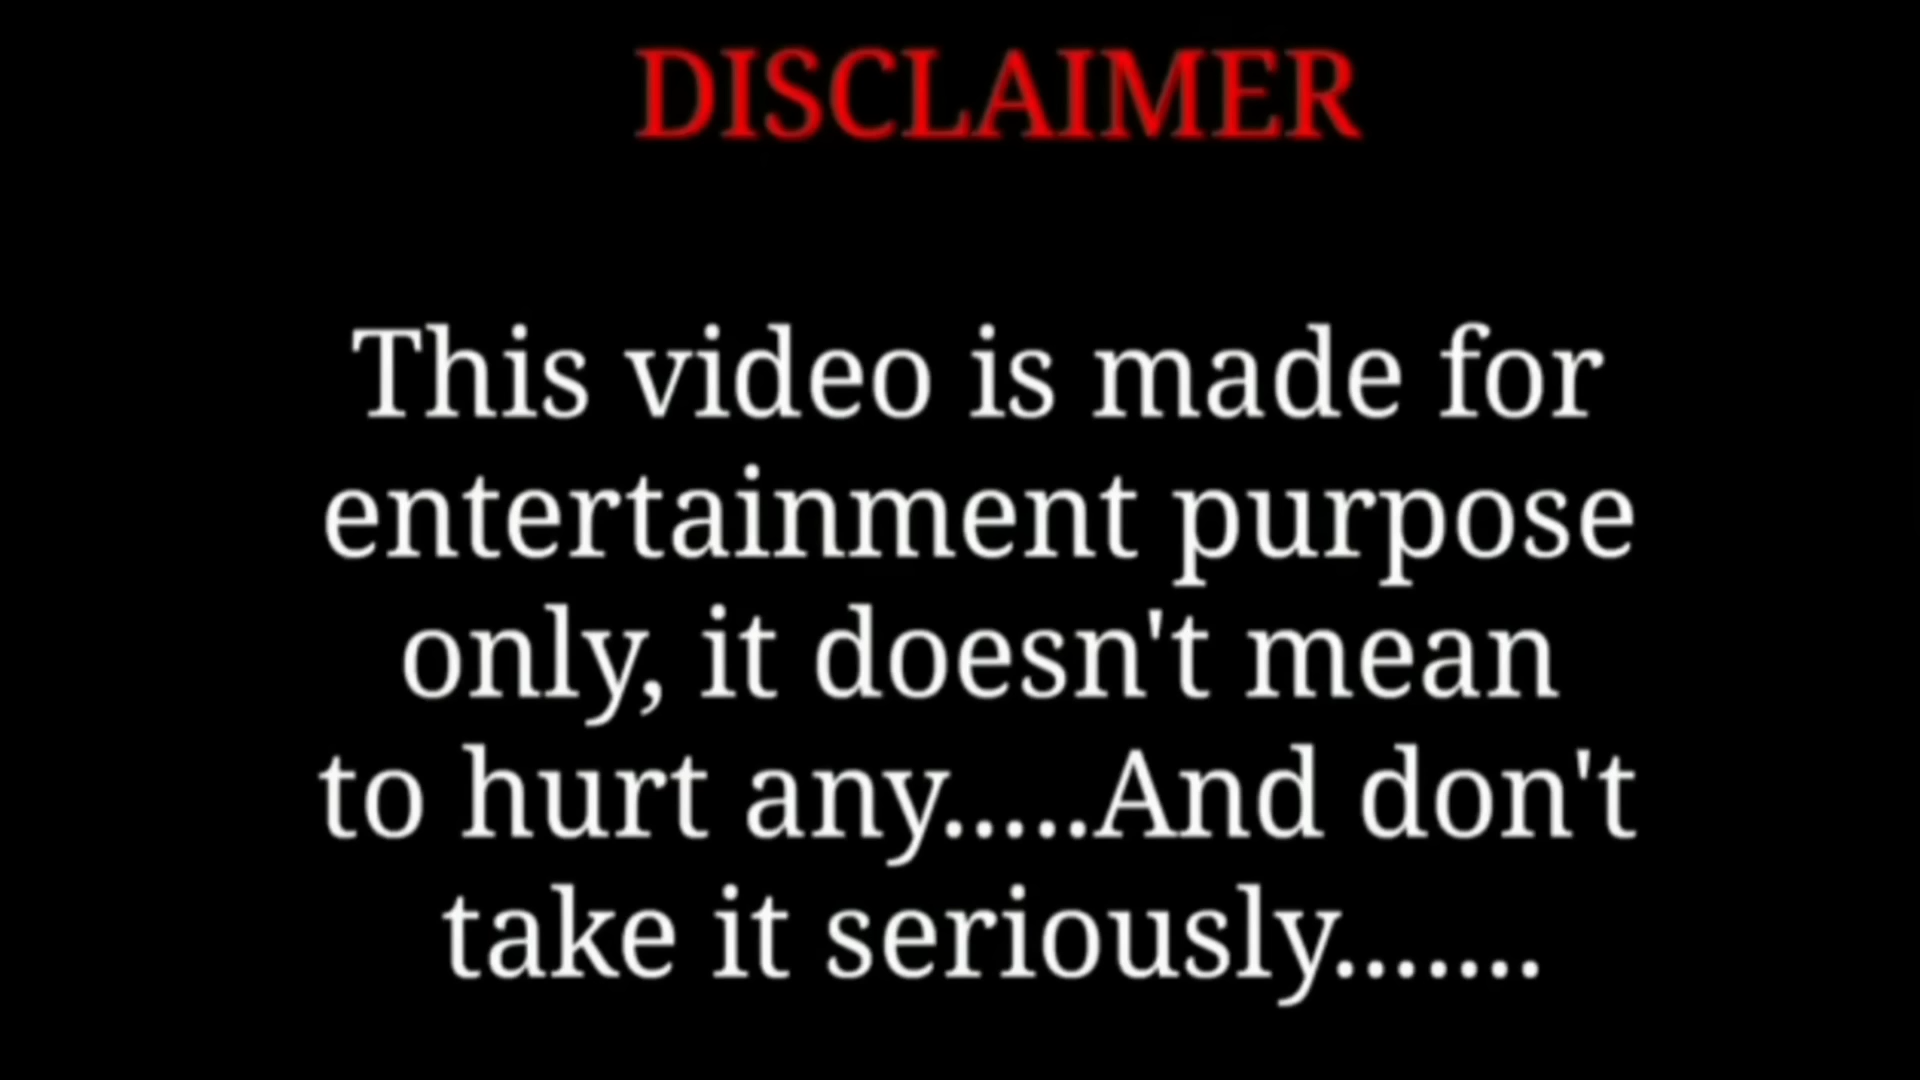 DISCLAIMER
This video is made for
entertainment purpose
only, it doesn't mean
to hurt any.....And don't
take it seriously.......